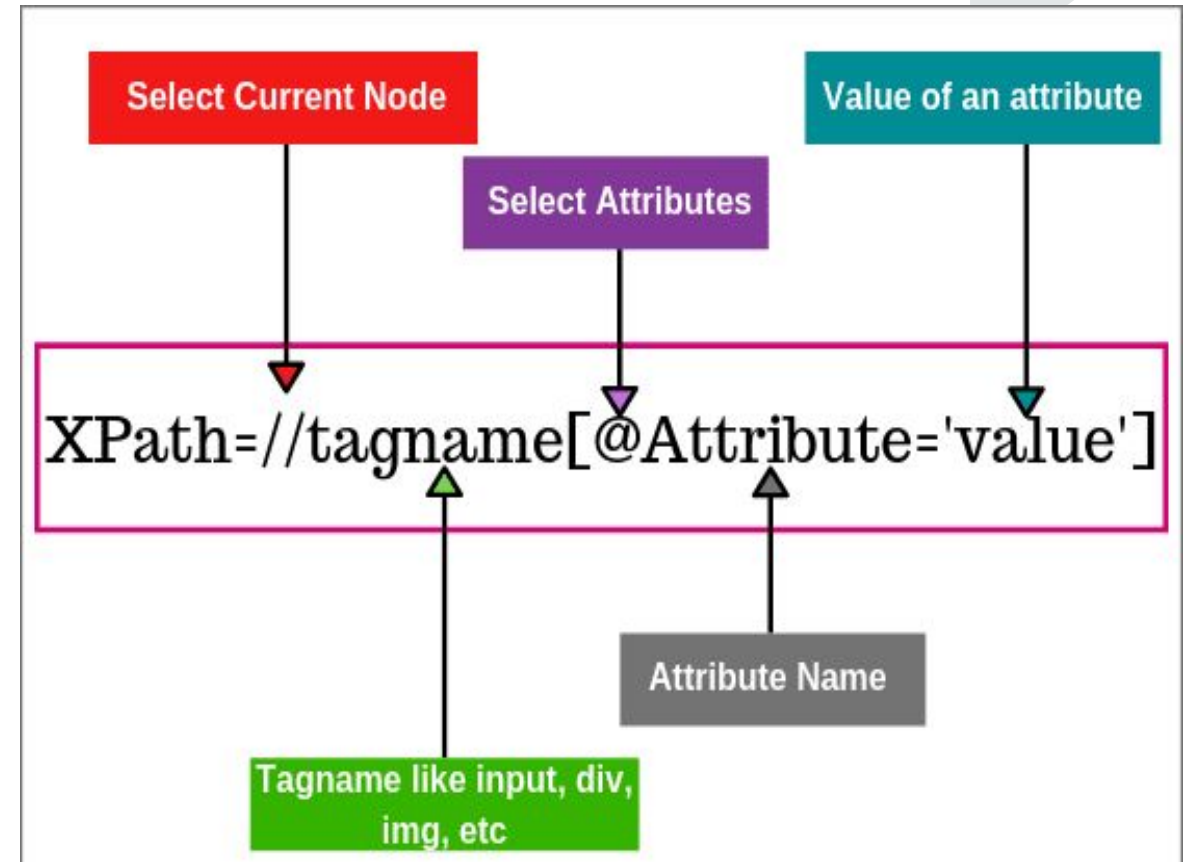 Select Current Node
Value of an attribute
Select Attributes
XPath=//tagname[@Attribute='value']
Attribute Name
Tagname like input, div,
img, etc